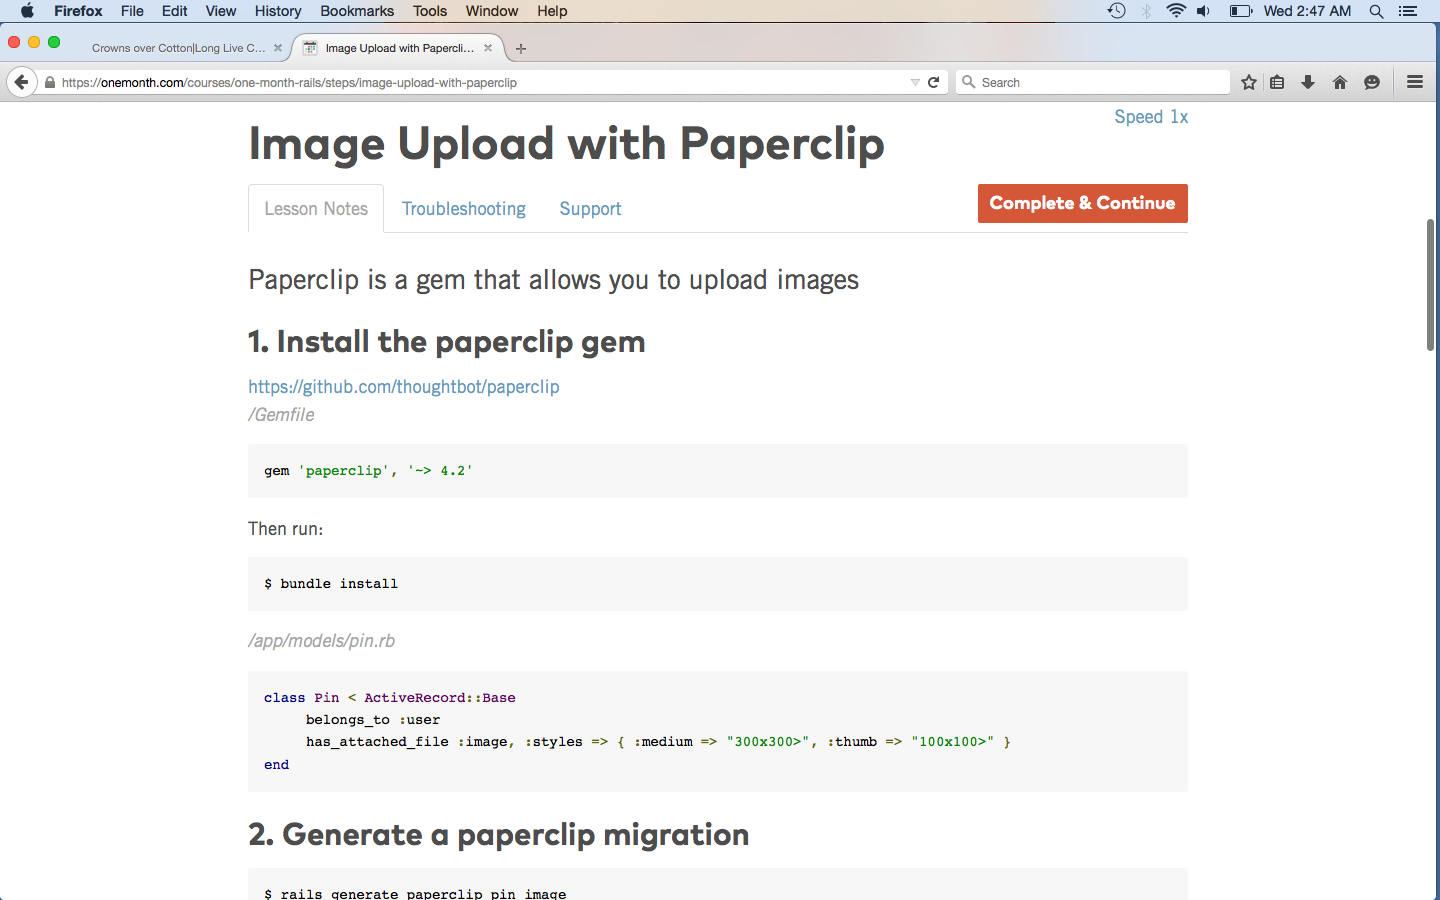 Firefox File Edit View History Bookmarks Tools Window Help Wed 2:47 AM
Crowns over Cotton|Long Live C... Image Upload with Papercli...
https://onemonth.com/courses/one-month-rails/steps/image-upload-with-paperclip Search
Speed 1x
Image Upload with Paperclip
Lesson Notes Troubleshooting Support Complete & Continue
Paperclip is a gem that allows you to upload images
1. Install the paperclip gem
https://github.com/thoughtbot/paperclip
/Gemfile
gem 'paperclip', '~> 4.2'
Then run:
$ bundle install
/app/models/pin.rb
class Pin < ActiveRecord::Base
belongs_to :user
has_attached_file :image, :styles => { :medium => "300x300>", :thumb => "100x100>" }
end
2. Generate a paperclip migration
$ rails generate paperclip pin image